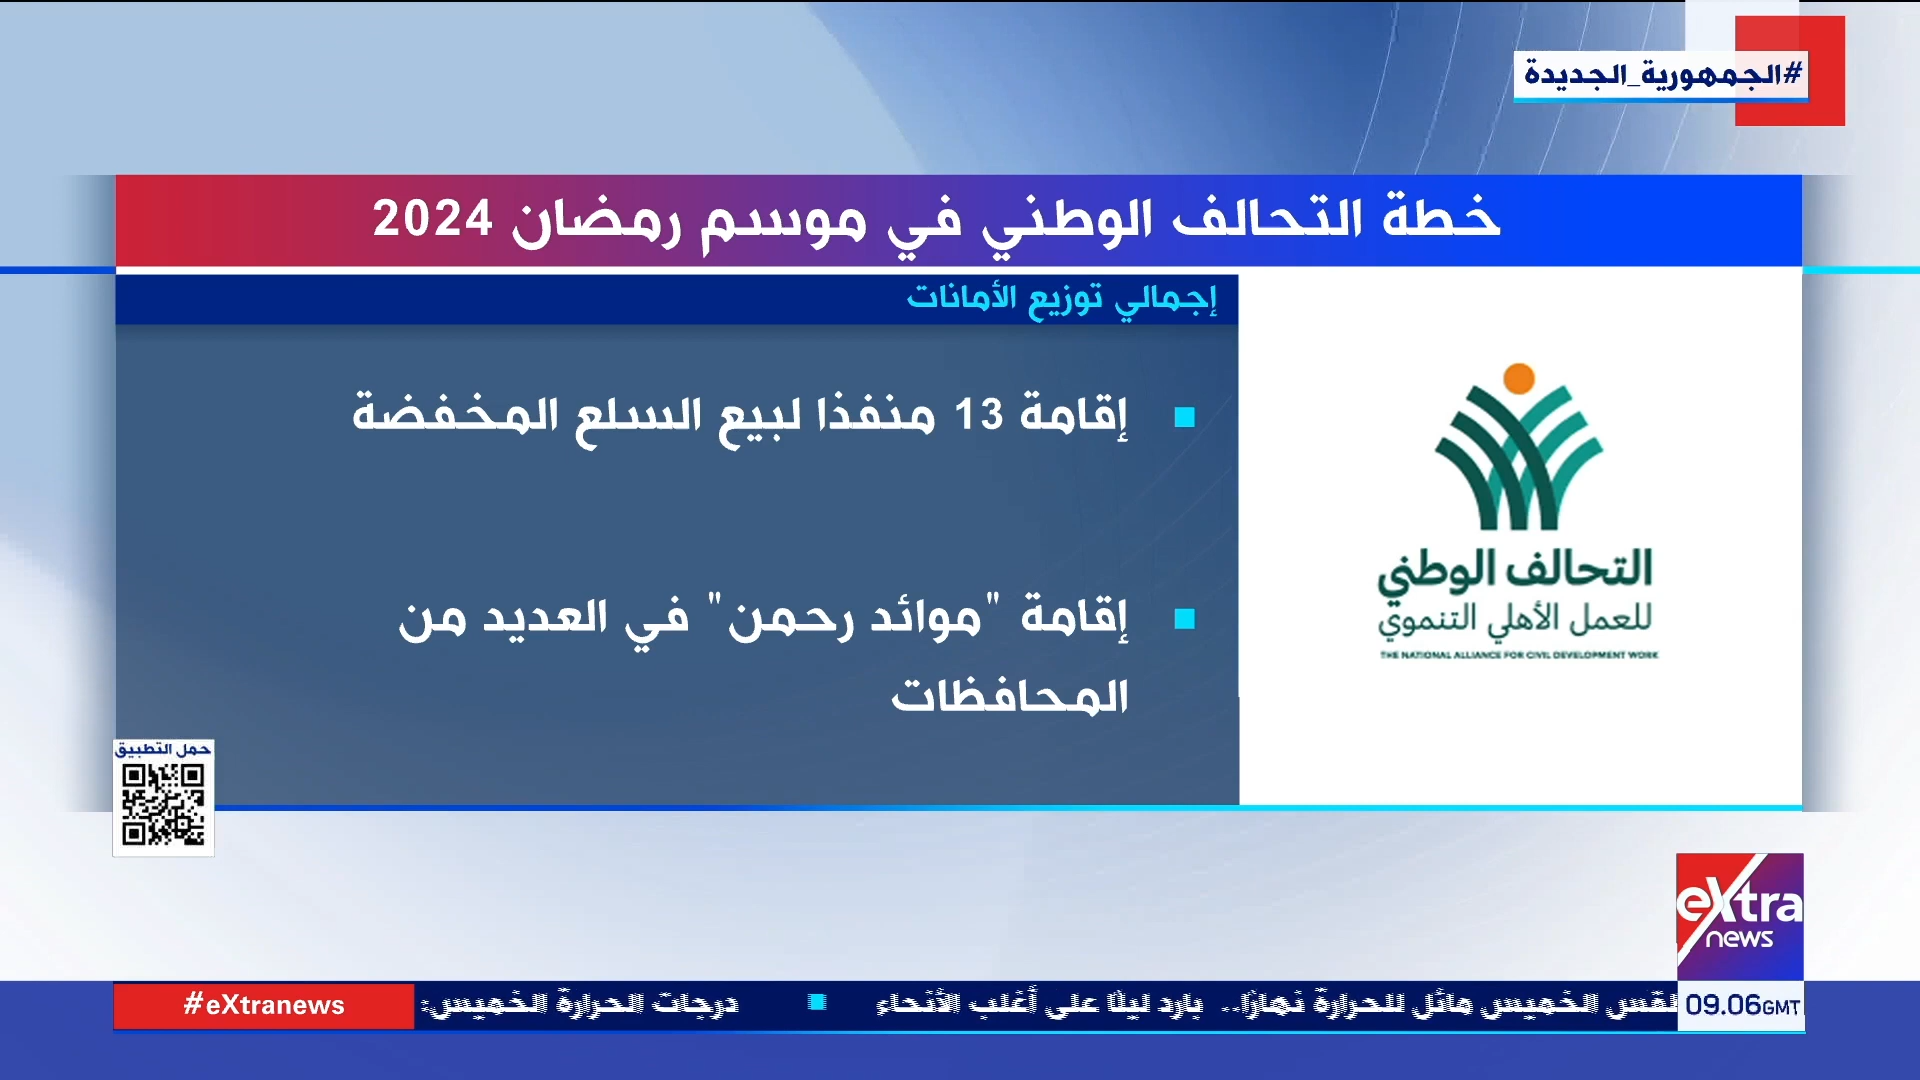 #الجمهورية_الجديدة
خطة التحالف الوطني في موسم رمضان 2024
إجمالي توزيع الأمانات
إقامة 13 منفذا لبيع السلع المخفضة
إقامة "موائد رحمن" في العديد من
المحافظات
التحالف الوطني
للعمل الأهلي التنموي
THE NATIONAL ALLIANCE FOR CIVIL DEVELOPMENT WORK
حمل التطبيق
eXtra
news
الخميس مائل للحرارة نهارًا.. بارد ليلا على أغلب الأنحاء
درجات الحرارة الخميس:
#eXtranews
09.06GMT